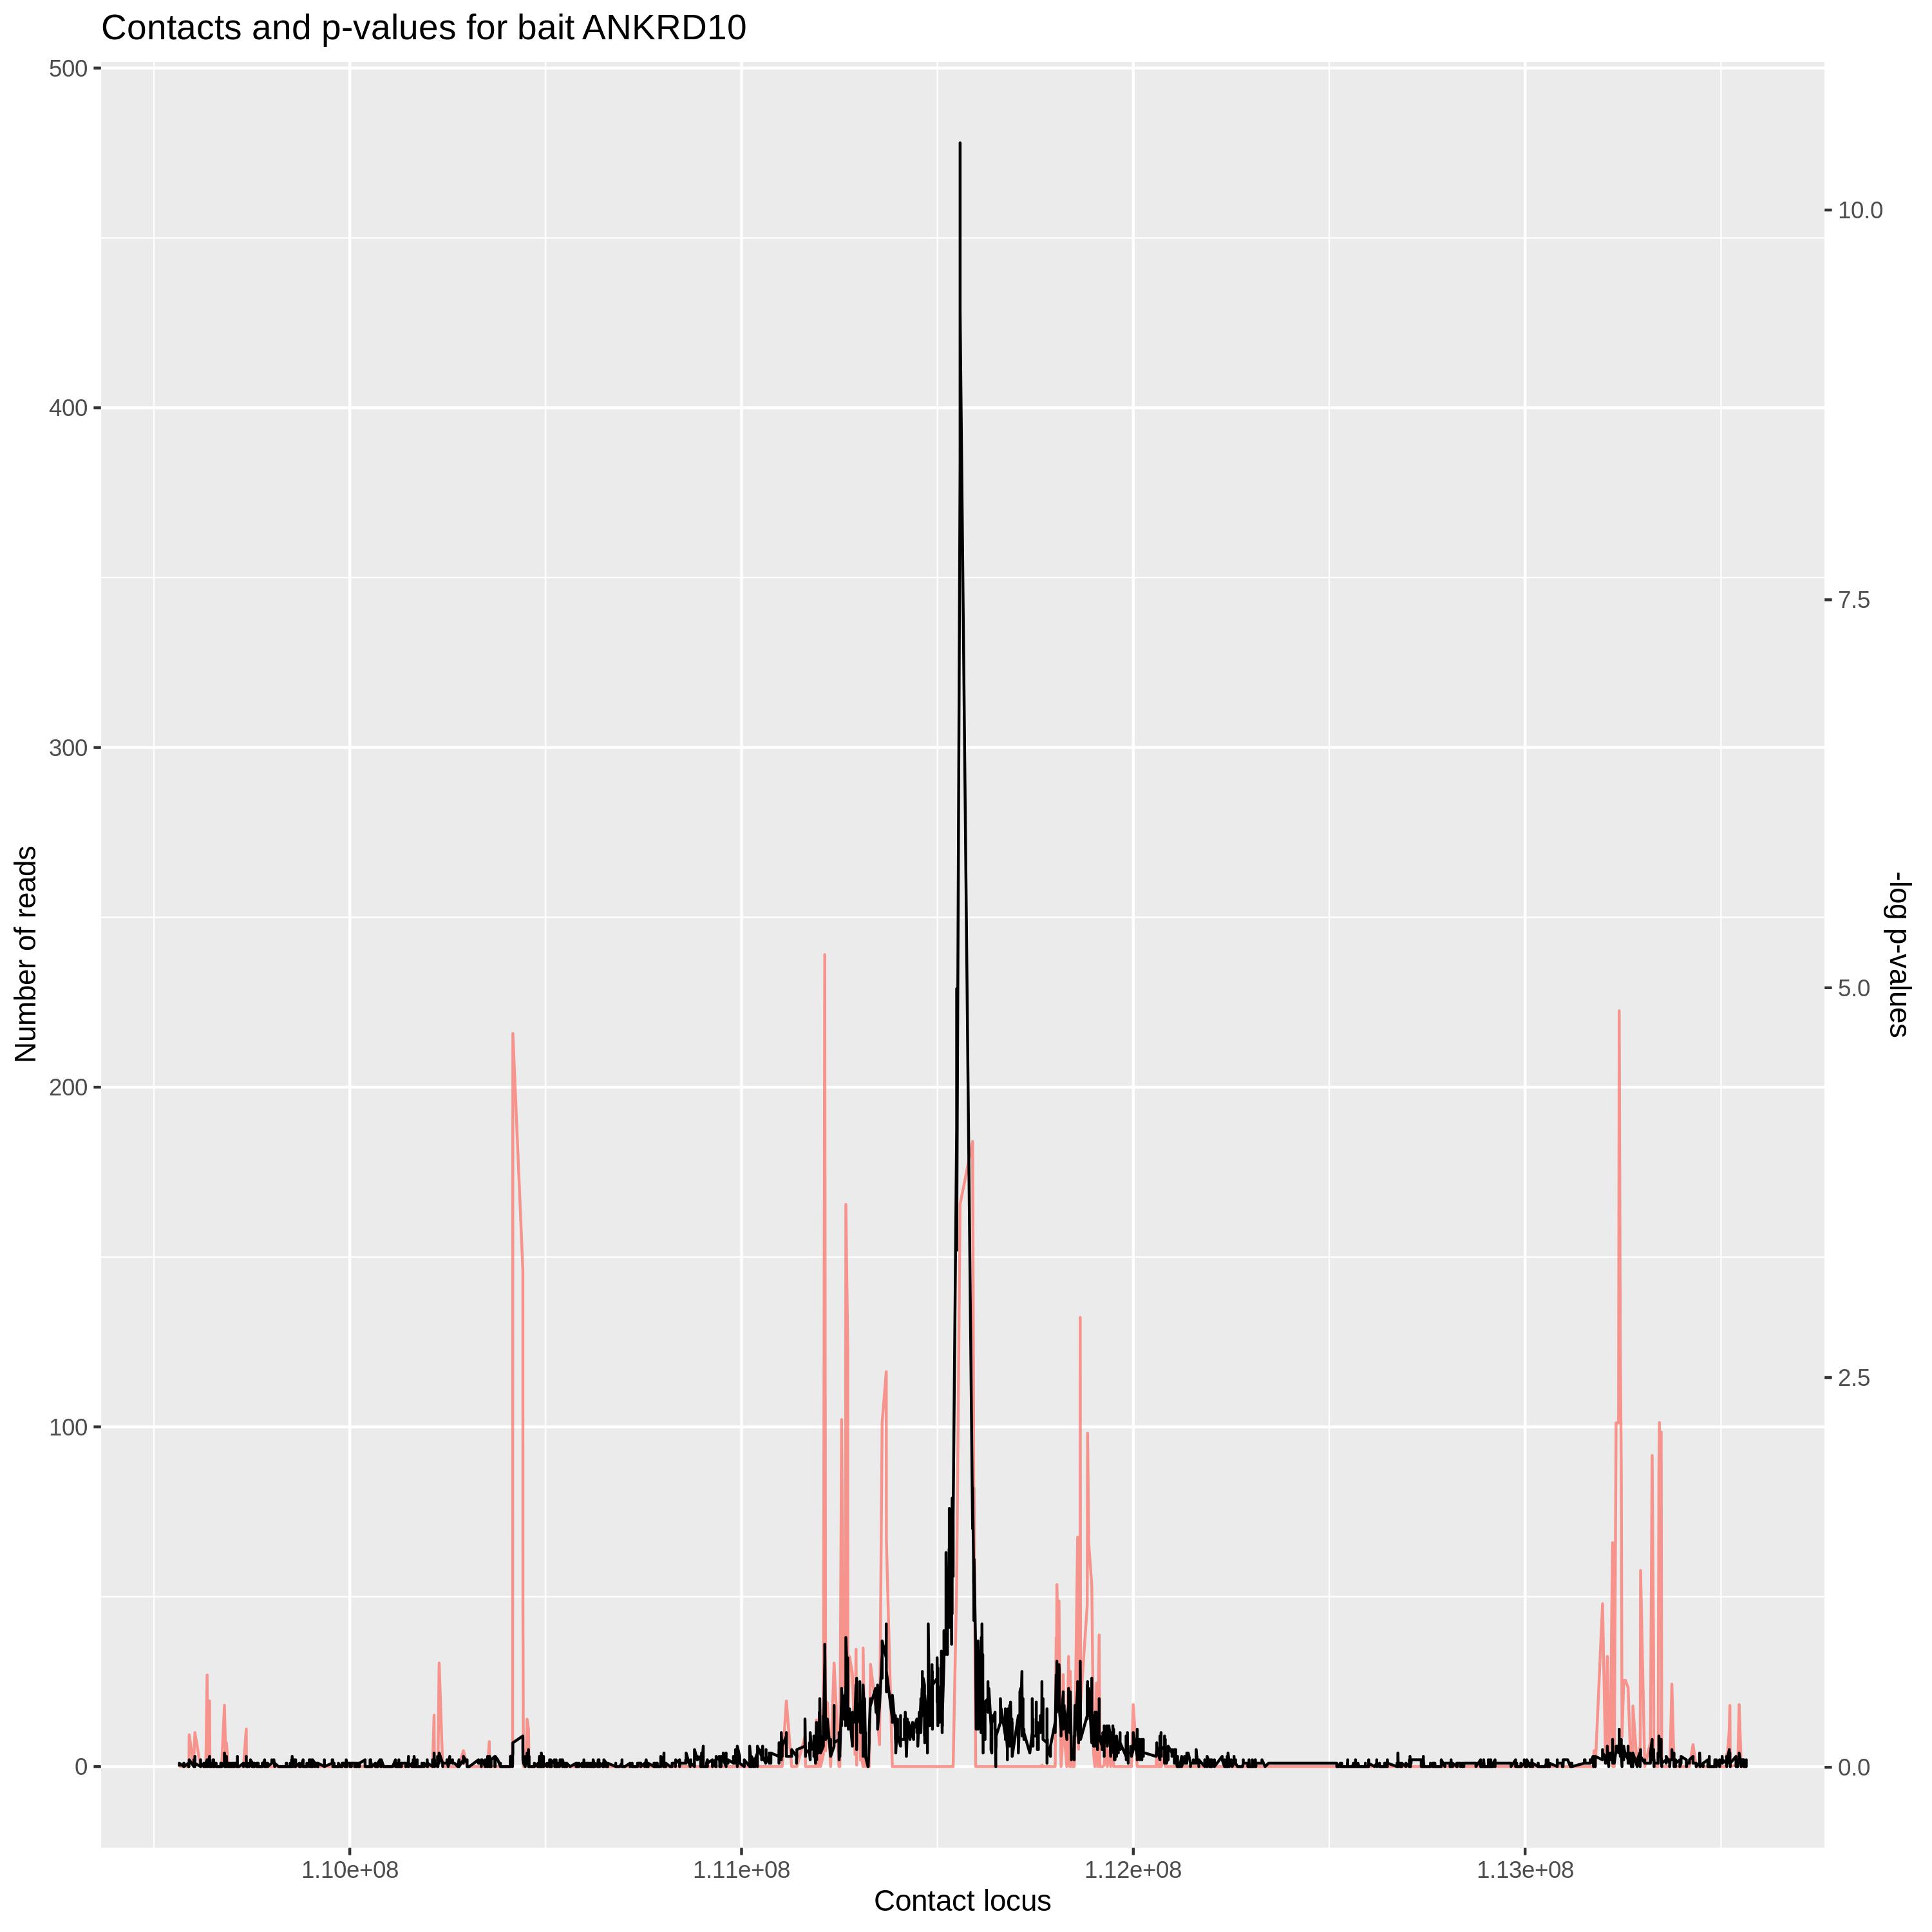 Contacts and p-values for bait ANKRD10
500
400
300
200
100
0
Number of reads
10.0
7.5
5.0
2.5
0.0
-log p-values
1.10e+08
1.11e+08
1.12e+08
1.13e+08
Contact locus